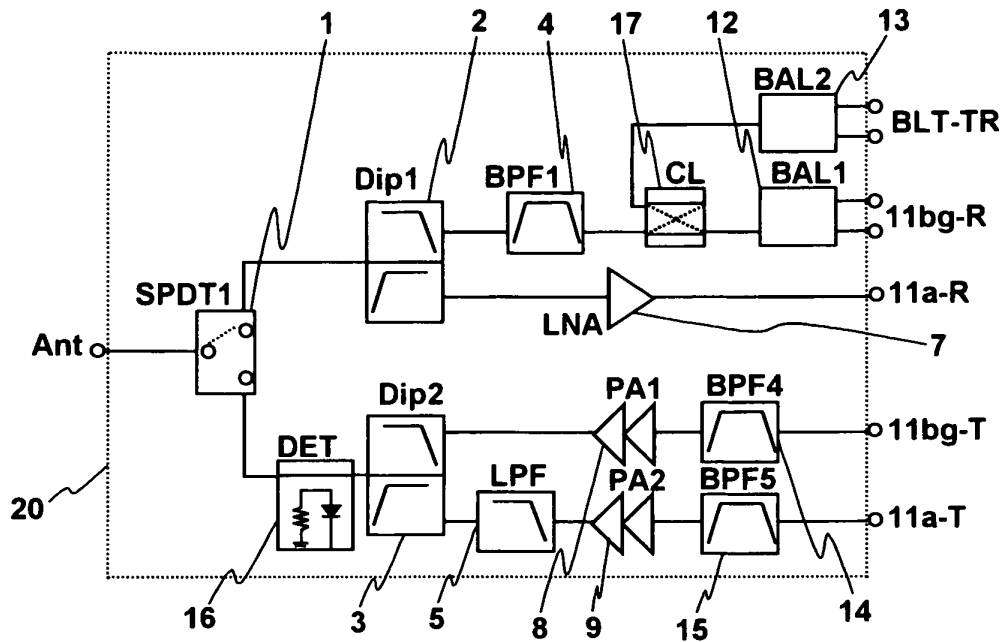 1 2 4 17 12 13
BAL2
BLT-TR
Dip1 BPF1 CL BAL1
11bg-R
SPDT1
11a-R
LNA
Ant
7
Dip2 PA1 BPF4
11bg-T
DET
LPF PA2 BPF5
20
11a-T
16 3 5 8 9 15 14